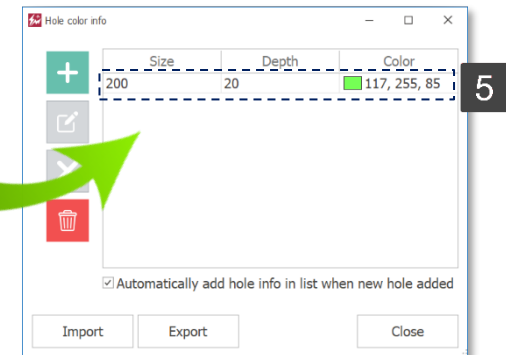 Hole color info
Size Depth Color
200 20 117, 255, 85
5
Automatically add hole info in list when new hole added
Import Export Close